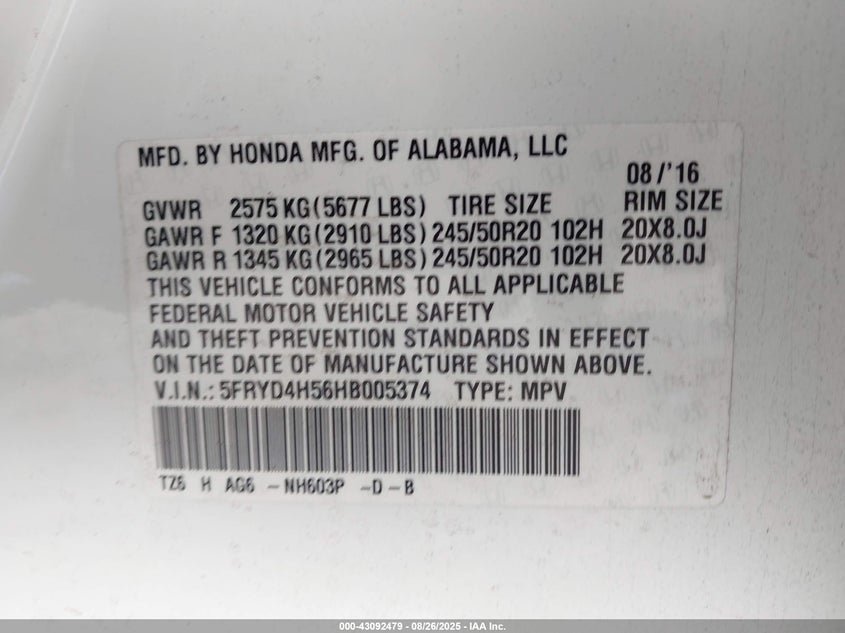 MFD. BY HONDA MFG. OF ALABAMA, LLC
08/'16
GVWR 2575 KG(5677 LBS) TIRE SIZE RIM SIZE
GAWR F 1320 KG(2910 LBS) 245/50R20 102H 20X8.0J
GAWR R 1345 KG(2965 LBS) 245/50R20 102H 20X8.0J
THIS VEHICLE CONFORMS TO ALL APPLICABLE
FEDERAL MOTOR VEHICLE SAFETY
AND THEFT PREVENTION STANDARDS IN EFFECT
ON THE DATE OF MANUFACTURE SHOWN ABOVE.
V.I.N.: 5FRYD4H56HB005374 TYPE: MPV
TZ6 H AG6 -NH603P -D-B
000-43092479 - 08/26/2025 - IAA Inc.